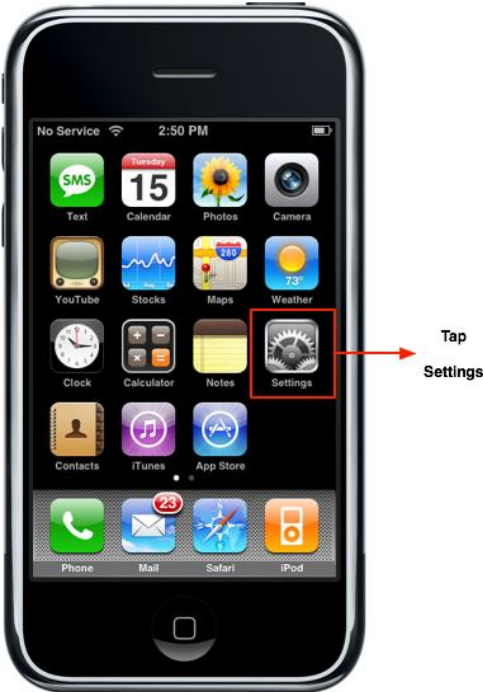 No Service 2:50 PM
SMS
Tuesday
15
280
73°
Text Calendar Photos Camera
YouTube Stocks Maps Weather
Clock Calculator Notes Settings
Contacts iTunes App Store
23
Phone Mail Safari iPod
Tap
Settings